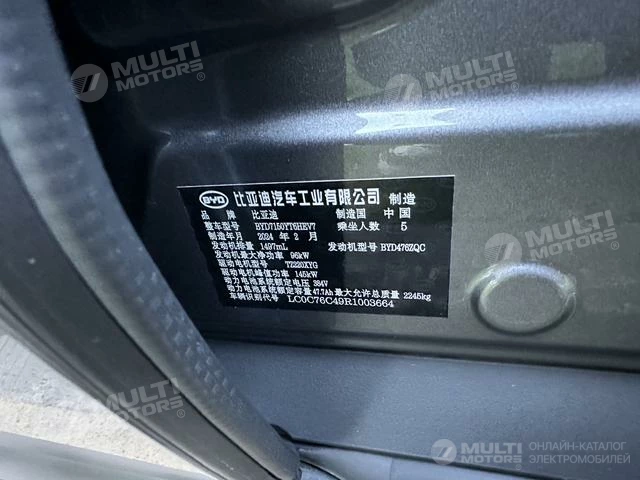 MULTI MOTORS®
MULTI MOTORS®
BYD 比亚迪汽车工业有限公司 制造
品牌 比亚迪 制造国 中国
整车型号 BYD7150YT6HEV7 乘坐人数 5
制造年月 2024年2月
发动机排量 1497mL 发动机型号 BYD476ZQC
发动机最大净功率 95kW
驱动电机型号 TZ220XYG
驱动电机峰值功率 145kW
动力电池系统额定电压 384V
动力电池系统额定容量 47.7Ah 最大允许总质量 2245kg
车辆识别代号 LC0C76C49R1003664
MULTI MOTORS®
MULTI MOTORS®
MULTI MOTORS
ОНЛАЙН-КАТАЛОГ
ЭЛЕКТРОМОБИЛЕЙ